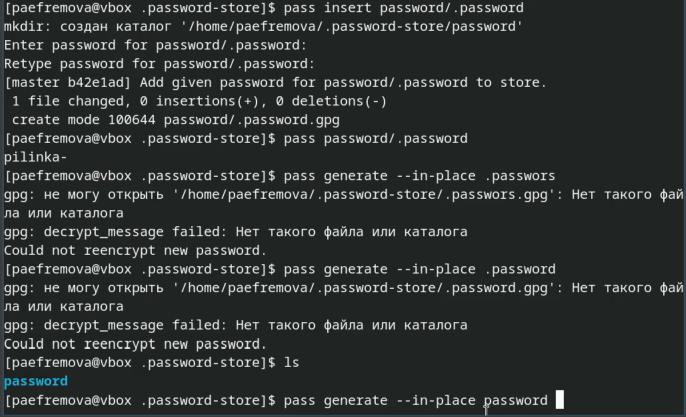 [paefremova@vbox .password-store]$ pass insert password/.password
mkdir: создан каталог '/home/paefremova/.password-store/password'
Enter password for password/.password:
Retype password for password/.password:
[master b42e1ad] Add given password for password/.password to store.
 1 file changed, 0 insertions(+), 0 deletions(-)
 create mode 100644 password/.password.gpg
[paefremova@vbox .password-store]$ pass password/.password
pilinka-
[paefremova@vbox .password-store]$ pass generate --in-place .passwors
gpg: не могу открыть '/home/paefremova/.password-store/.passwors.gpg': Нет такого фай
ла или каталога
gpg: decrypt_message failed: Нет такого файла или каталога
Could not reencrypt new password.
[paefremova@vbox .password-store]$ pass generate --in-place .password
gpg: не могу открыть '/home/paefremova/.password-store/.password.gpg': Нет такого фай
ла или каталога
gpg: decrypt_message failed: Нет такого файла или каталога
Could not reencrypt new password.
[paefremova@vbox .password-store]$ ls
password
[paefremova@vbox .password-store]$ pass generate --in-place password